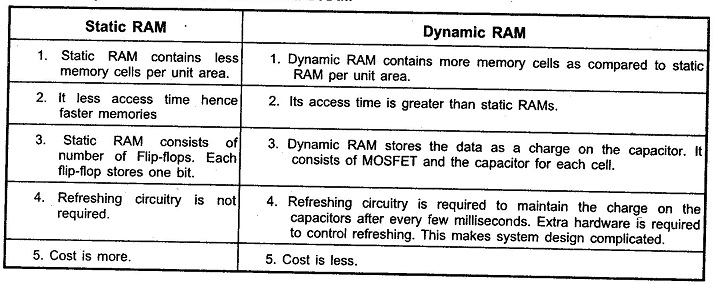 Static RAM
Dynamic RAM
1. Static RAM contains less
memory cells per unit area.
1. Dynamic RAM contains more memory cells as compared to static
RAM per unit area.
2. It less access time hence
faster memories
2. Its access time is greater than static RAMs.
3. Static RAM consists of
number of Flip-flops. Each
flip-flop stores one bit.
3. Dynamic RAM stores the data as a charge on the capacitor. It
consists of MOSFET and the capacitor for each cell.
4. Refreshing circuitry is not
required.
4. Refreshing circuitry is required to maintain the charge on the
capacitors after every few milliseconds. Extra hardware is required
to control refreshing. This makes system design complicated.
5. Cost is more.
5. Cost is less.